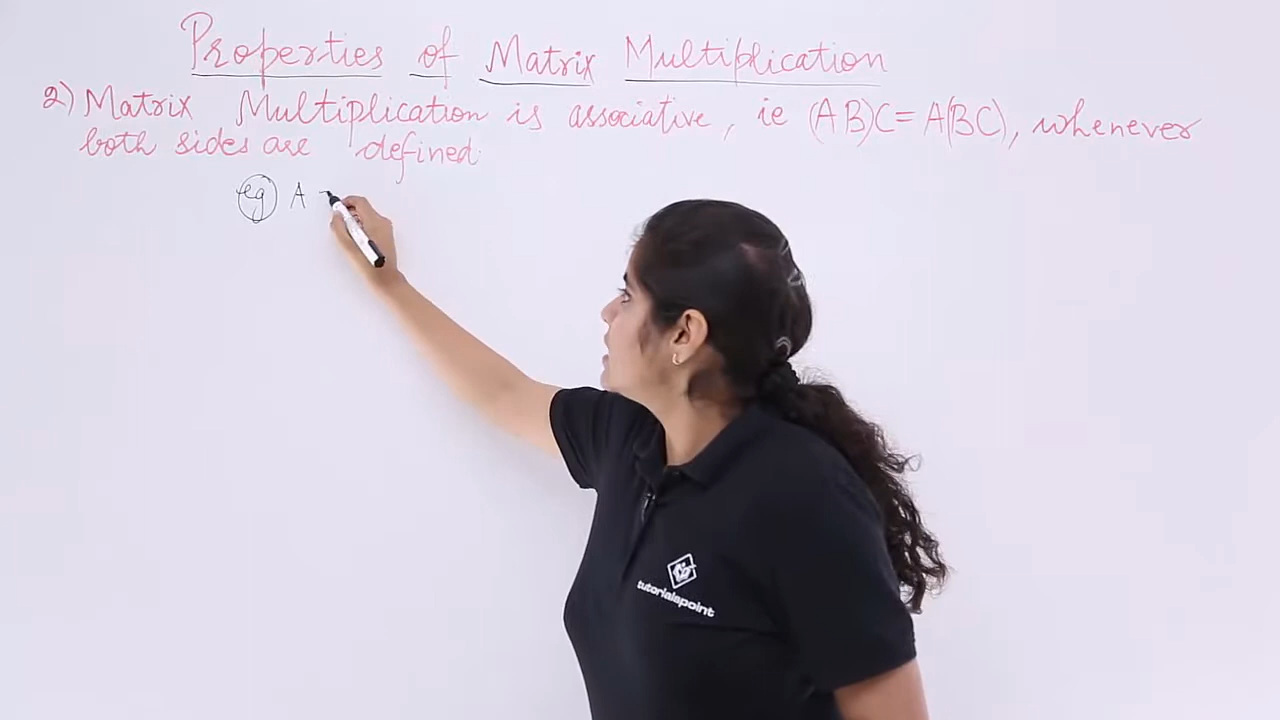 Properties of Matrix Multiplication
2) Matrix Multiplication is associative, ie (AB)C = A(BC), whenever
both sides are defined.
eg A -
tutorialspoint